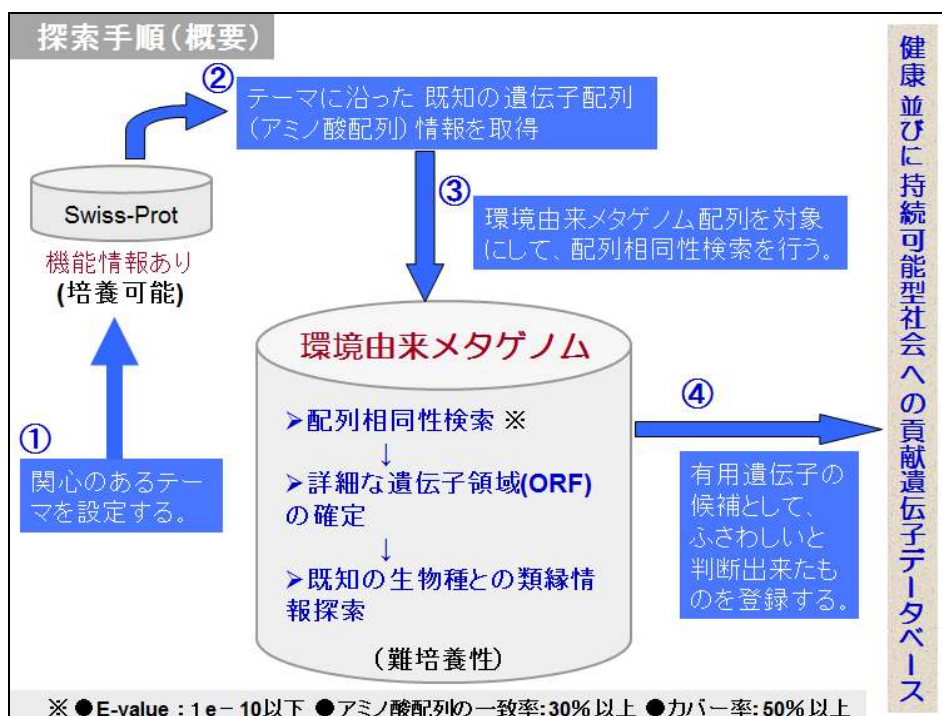 探索手順(概要)
②
テーマに沿った 既知の遺伝子配列
(アミノ酸配列) 情報を取得
Swiss-Prot
機能情報あり
(培養可能)
③
環境由来メタゲノム配列を対象
にして、配列相同性検索を行う。
①
関心のあるテー
マを設定する。
環境由来メタゲノム
➢配列相同性検索 ※
↓
➢詳細な遺伝子領域(ORF)
の確定
↓
➢既知の生物種との類縁情
報探索
(難培養性)
④
有用遺伝子の
候補として、
ふさわしいと
判断出来たも
のを登録する。
健康並びに持続可能型社会への貢献遺伝子データベース
※ ●E-value : 1 e− 10以下 ●アミノ酸配列の一致率:30% 以上 ●カバー率: 50% 以上